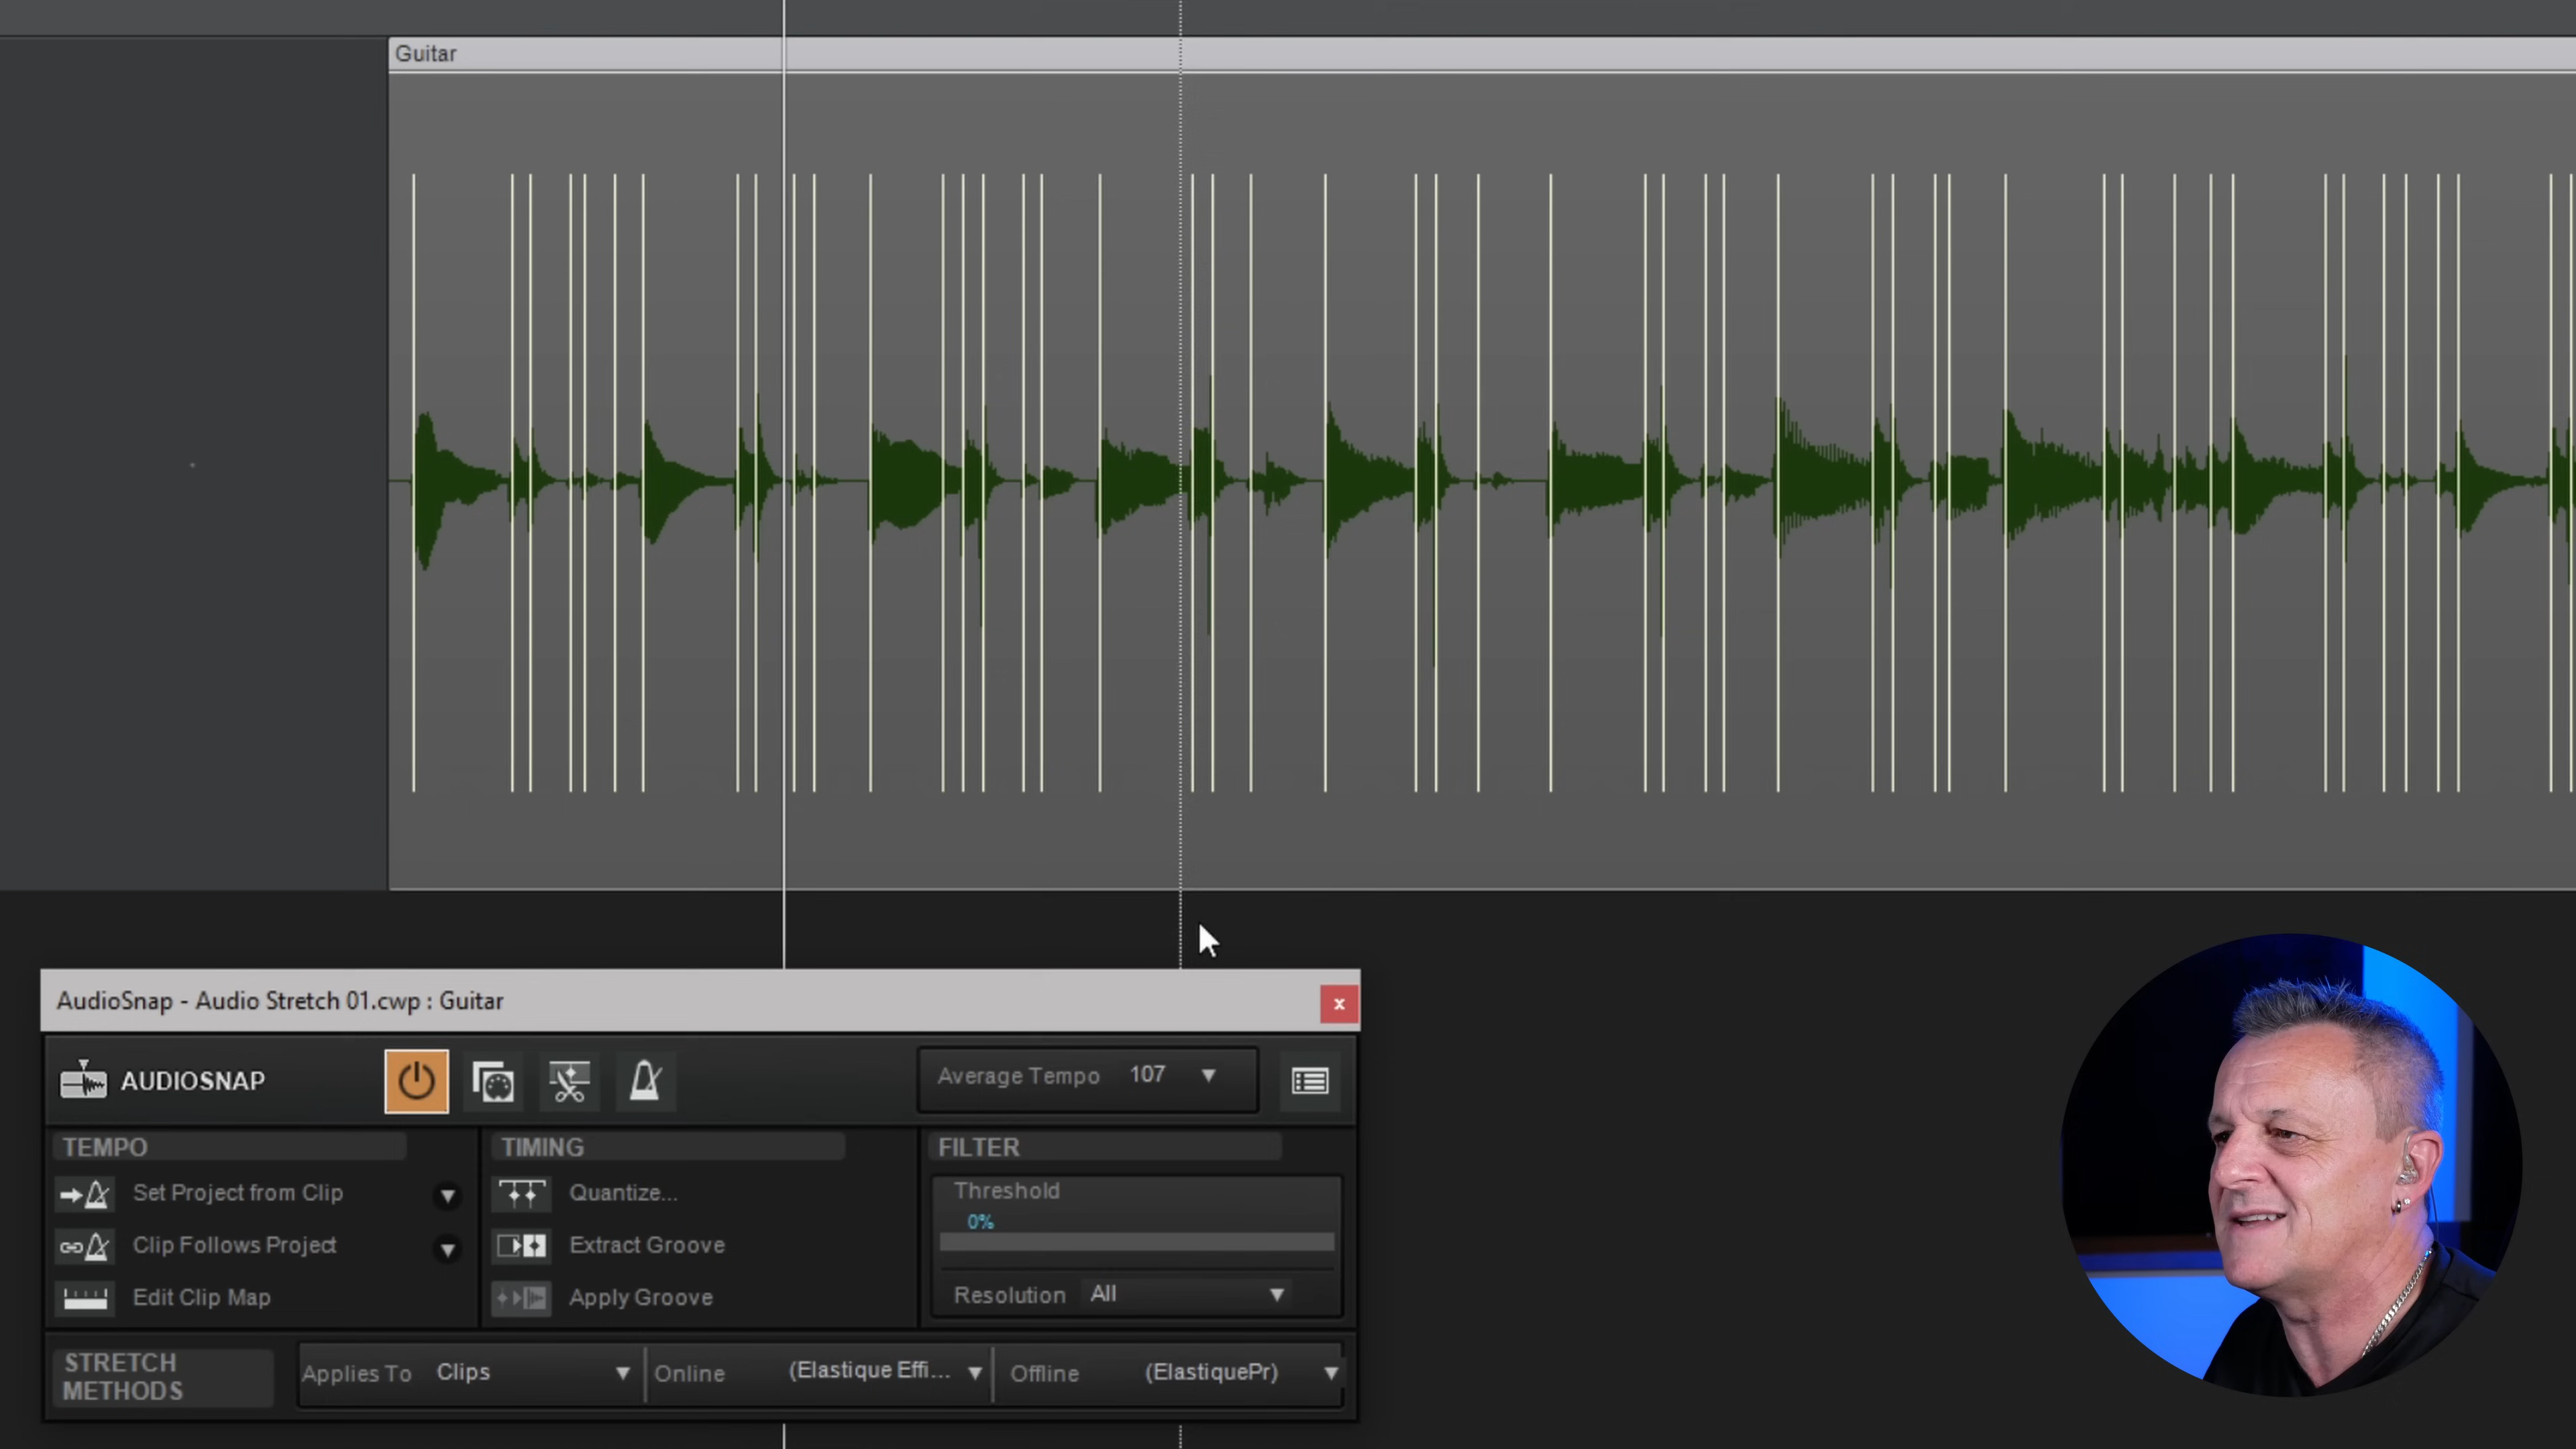 Guitar
AudioSnap - Audio Stretch 01.cwp : Guitar
x
AUDIOSNAP
Average Tempo 107
TEMPO
Set Project from Clip
Clip Follows Project
Edit Clip Map
TIMING
Quantize...
Extract Groove
Apply Groove
FILTER
Threshold
0%
Resolution All
STRETCH
METHODS
Applies To Clips
Online (Elastique Effi...
Offline (ElastiquePr)